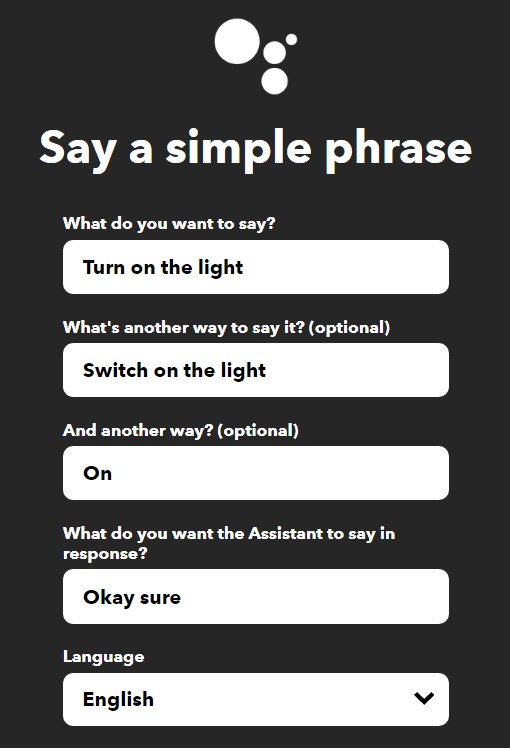 Say a simple phrase
What do you want to say?
Turn on the light
What's another way to say it? (optional)
Switch on the light
And another way? (optional)
On
What do you want the Assistant to say in
response?
Okay sure
Language
English